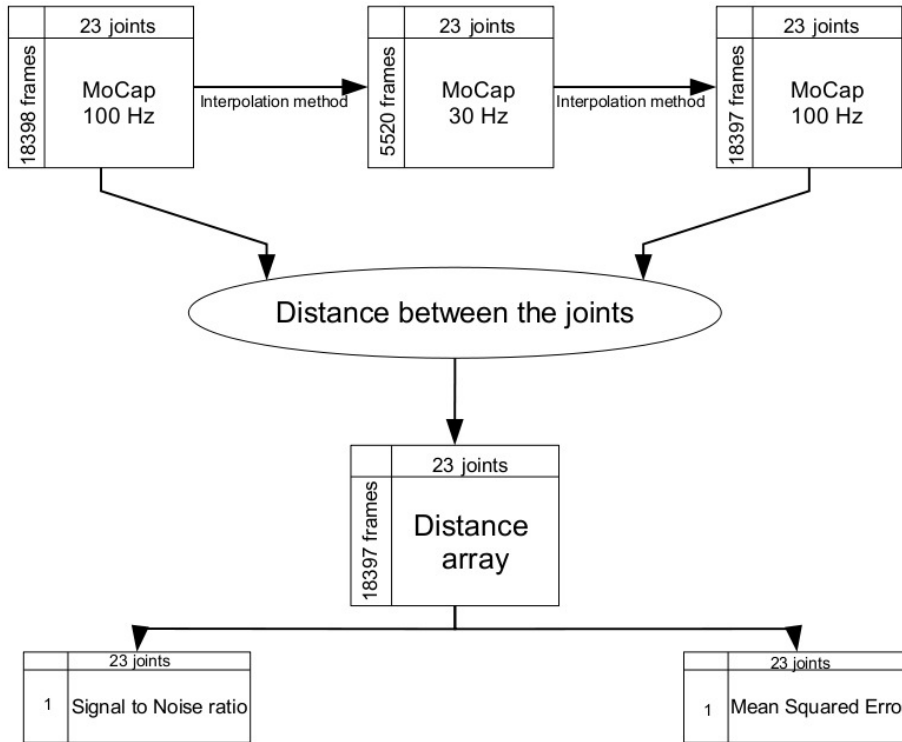 23 joints
18398 frames
MoCap
100 Hz
Interpolation method
23 joints
5520 frames
MoCap
30 Hz
Interpolation method
23 joints
18397 frames
MoCap
100 Hz
Distance between the joints
23 joints
18397 frames
Distance
array
23 joints
1
Signal to Noise ratio
23 joints
1
Mean Squared Erro